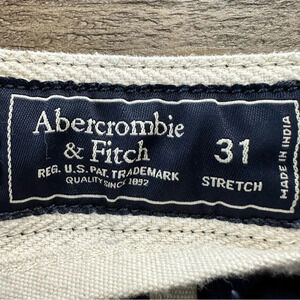 Abercrombie
& Fitch
REG. U.S. PAT. TRADEMARK
QUALITY SINCE 1892
31
STRETCH
MADE IN INDIA